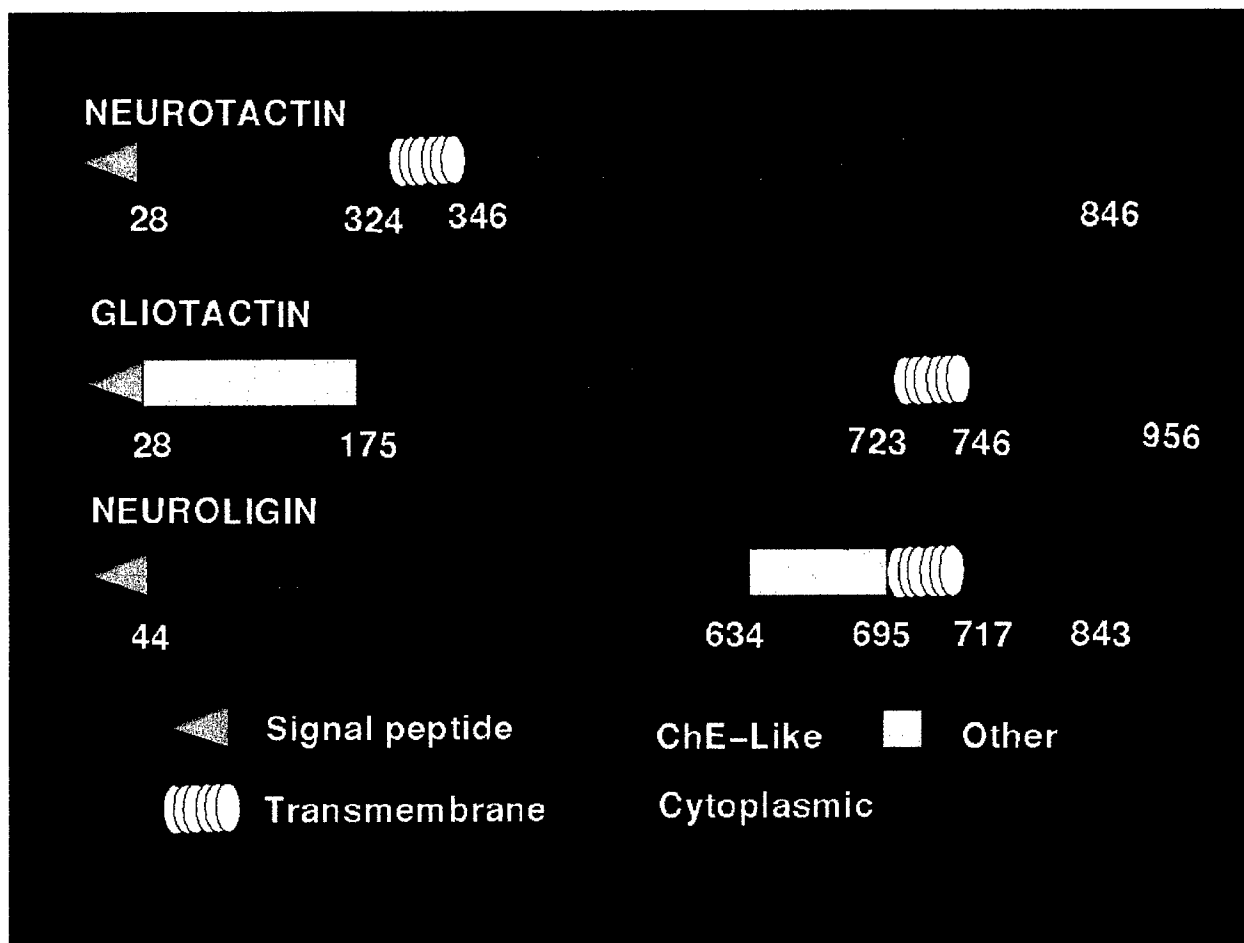 NEUROTACTIN
28 324 346 846
GLIOTACTIN
28 175 723 746 956
NEUROLIGIN
44 634 695 717 843
Signal peptide ChE-Like Other
Transmembrane Cytoplasmic